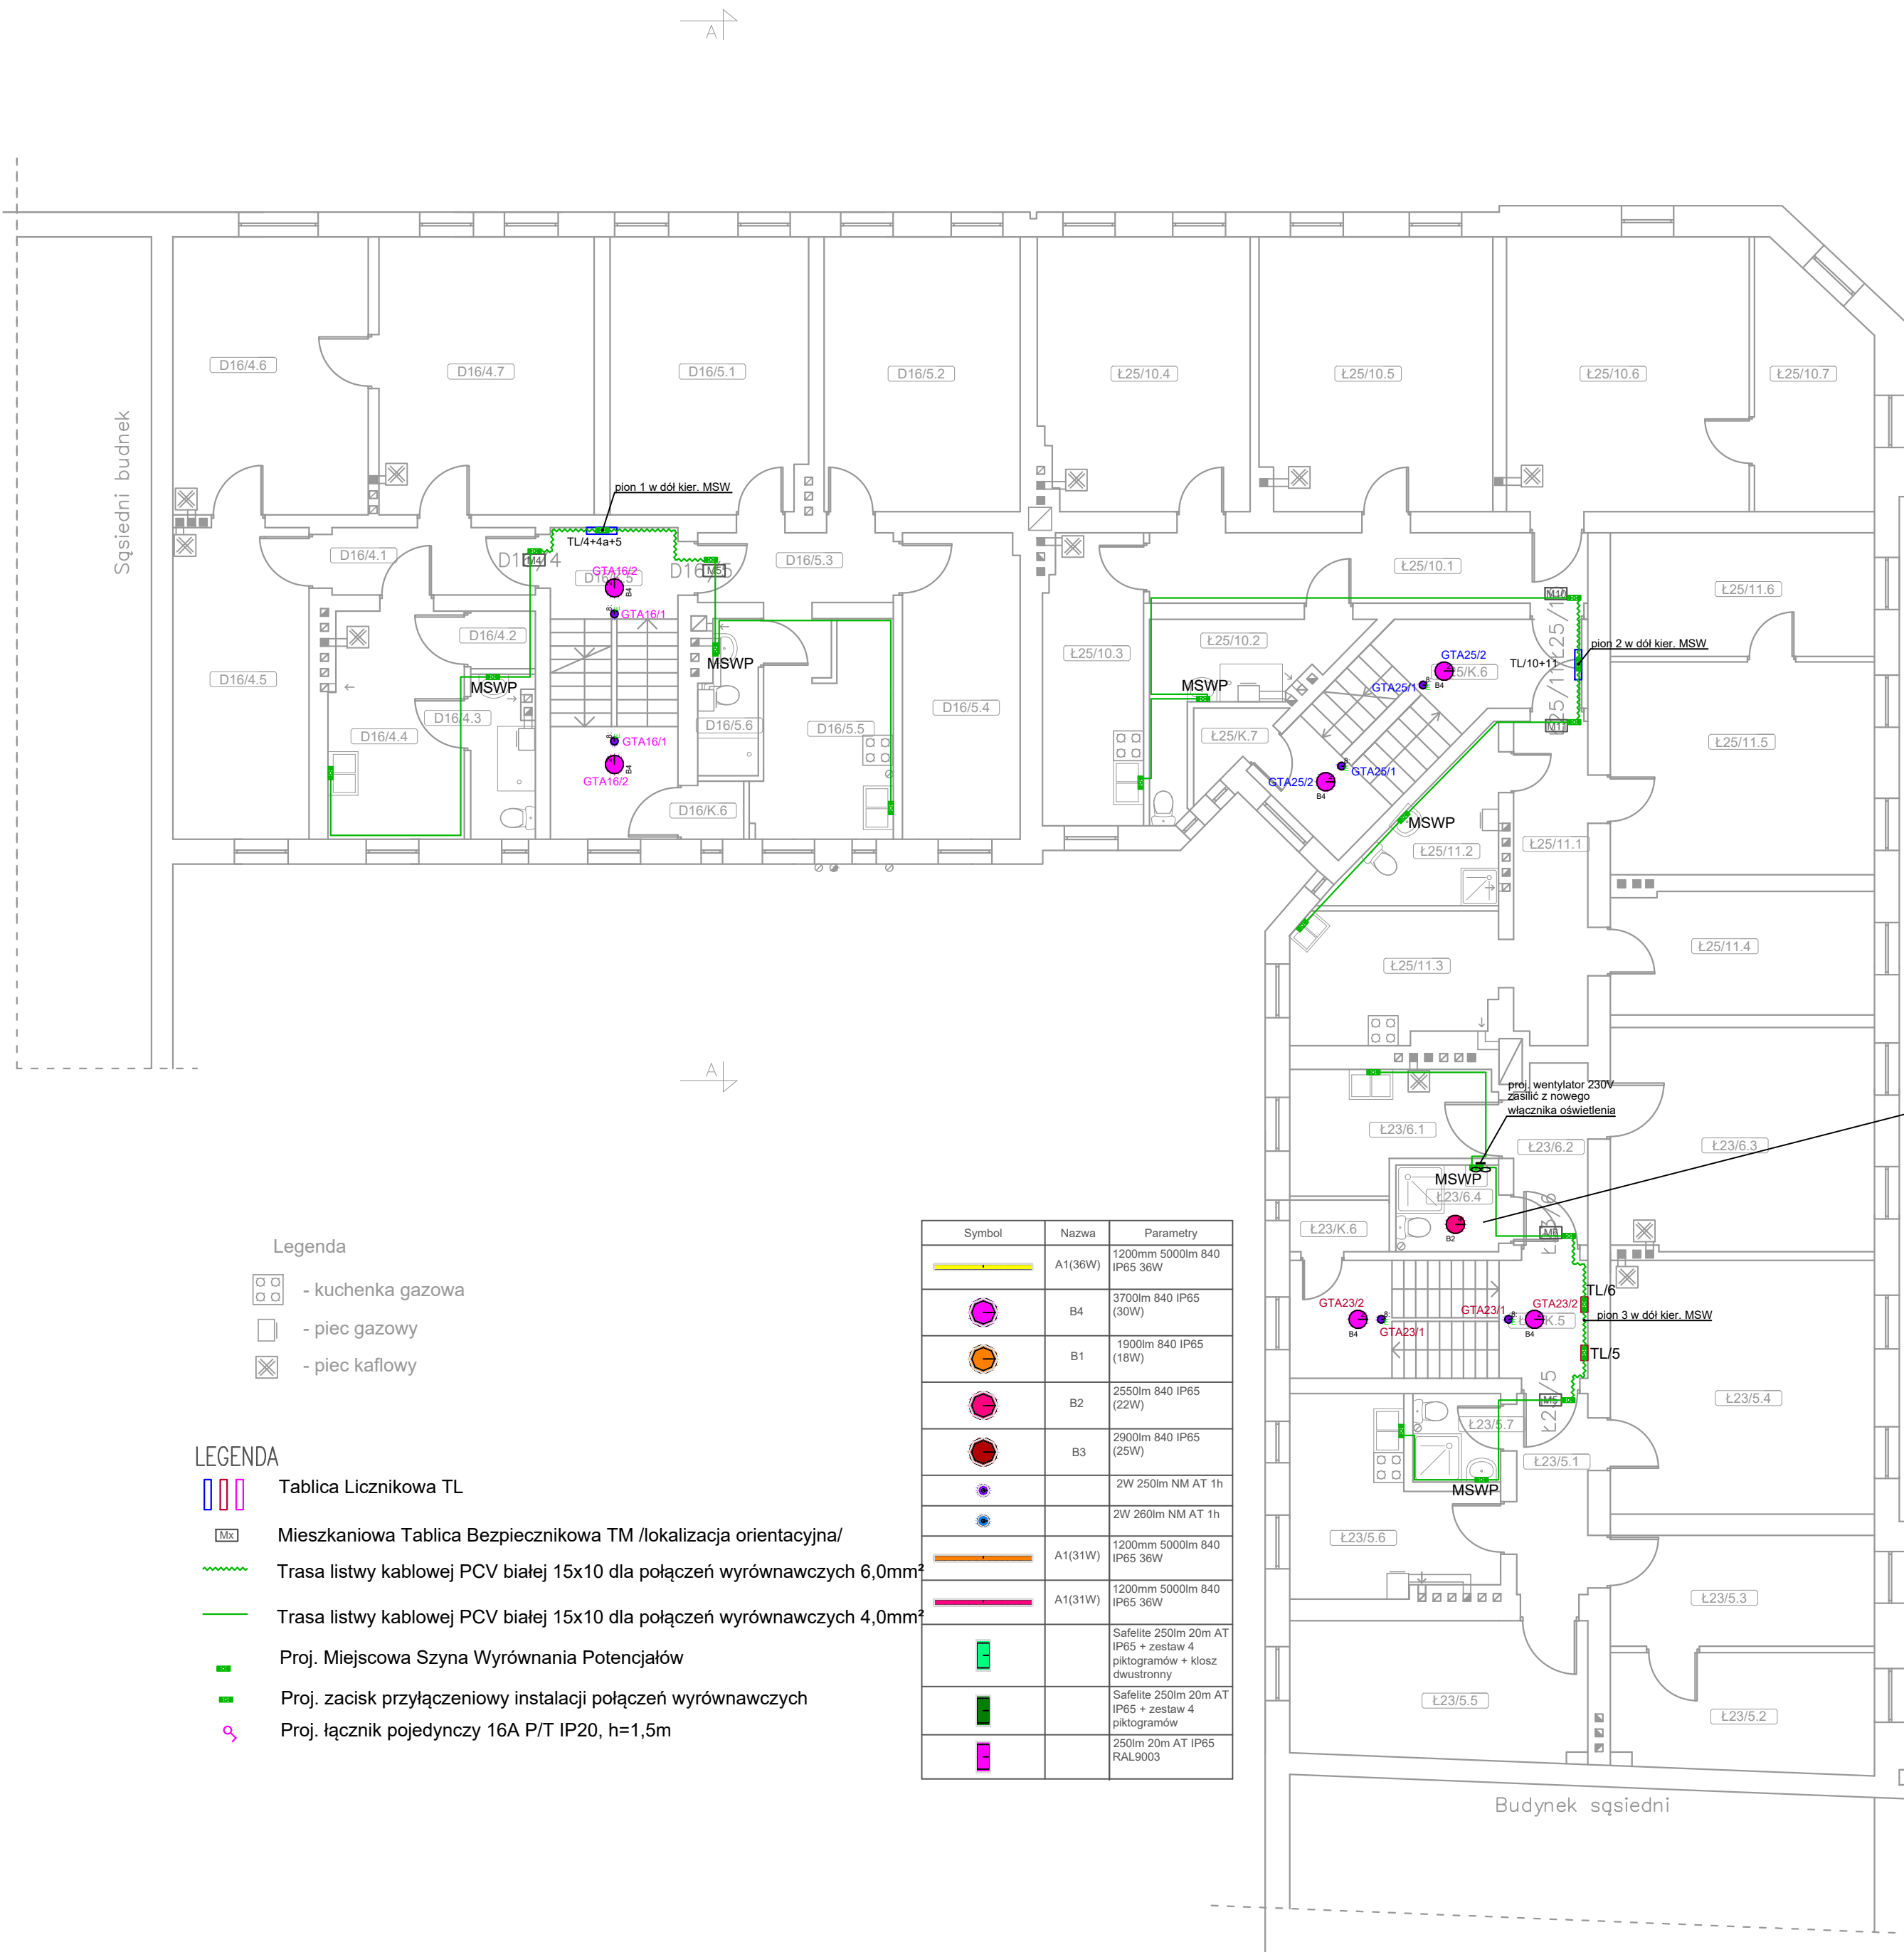 A
Sąsiedni budnek
D16/4.6
D16/4.7
D16/5.1
D16/5.2
Ł25/10.4
Ł25/10.5
Ł25/10.6
Ł25/10.7
pion 1 w dół kier. MSW
TL/4+4a+5
D16/4.1
M4
D16/K.5
GTA16/2
B4
GTA16/1
M5
D16/5.3
D16/4.2
D16/4.5
MSWP
D16/4.3
D16/4.4
GTA16/1
B4
GTA16/2
MSWP
D16/5.6
D16/5.5
D16/5.4
D16/K.6
Ł25/10.1
M10
Ł25/11.6
Ł25/10.3
Ł25/10.2
MSWP
GTA25/2
B4
GTA25/1
TL/10+11
pion 2 w dół kier. MSW
Ł25/K.7
Ł25/11.5
GTA25/1
GTA25/2
B4
MSWP
Ł25/11.2
Ł25/11.1
Ł25/11.4
Ł25/11.3
A
proj. wentylator 230V
zasilić z nowego
włącznika oświetlenia
Ł23/6.1
Ł23/6.2
Ł23/6.3
MSWP
Ł23/6.4
B2
Ł23/K.6
M6
TL/6
GTA23/2
B4
GTA23/1
GTA23/1
GTA23/2
B4
pion 3 w dół kier. MSW
TL/5
M5
Ł23/5.4
Ł23/5.7
Ł23/5.1
MSWP
Ł23/5.6
Ł23/5.3
Ł23/5.5
Ł23/5.2
Budynek sąsiedni
Legenda
- kuchenka gazowa
- piec gazowy
- piec kaflowy
LEGENDA
Tablica Licznikowa TL
Mx
Mieszkaniowa Tablica Bezpiecznikowa TM /lokalizacja orientacyjna/
Trasa listwy kablowej PCV białej 15x10 dla połączeń wyrównawczych 6,0mm²
Trasa listwy kablowej PCV białej 15x10 dla połączeń wyrównawczych 4,0mm²
Proj. Miejscowa Szyna Wyrównania Potencjałów
Proj. zacisk przyłączeniowy instalacji połączeń wyrównawczych
Proj. łącznik pojedynczy 16A P/T IP20, h=1,5m
Symbol Nazwa Parametry
A1(36W) 1200mm 5000lm 840
IP65 36W
B4 3700lm 840 IP65
(30W)
B1 1900lm 840 IP65
(18W)
B2 2550lm 840 IP65
(22W)
B3 2900lm 840 IP65
(25W)
2W 250lm NM AT 1h
2W 260lm NM AT 1h
A1(31W) 1200mm 5000lm 840
IP65 36W
A1(31W) 1200mm 5000lm 840
IP65 36W
Safelite 250lm 20m AT
IP65 + zestaw 4
piktogramów + klosz
dwustronny
Safelite 250lm 20m AT
IP65 + zestaw 4
piktogramów
250lm 20m AT IP65
RAL9003